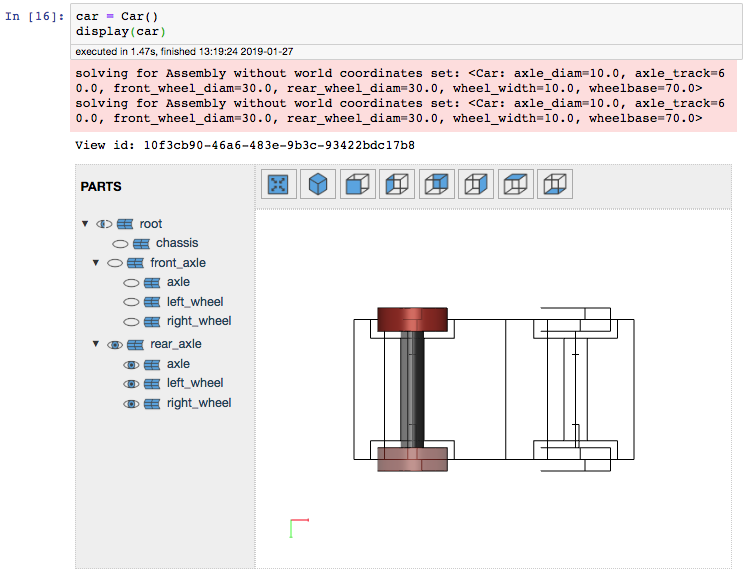 In [16]: car = Car()
display(car)
executed in 1.47s, finished 13:19:24 2019-01-27
solving for Assembly without world coordinates set: <Car: axle_diam=10.0, axle_track=6
0.0, front_wheel_diam=30.0, rear_wheel_diam=30.0, wheel_width=10.0, wheelbase=70.0>
solving for Assembly without world coordinates set: <Car: axle_diam=10.0, axle_track=6
0.0, front_wheel_diam=30.0, rear_wheel_diam=30.0, wheel_width=10.0, wheelbase=70.0>
View id: 10f3cb90-46a6-483e-9b3c-93422bdc17b8
PARTS
root
chassis
front_axle
axle
left_wheel
right_wheel
rear_axle
axle
left_wheel
right_wheel